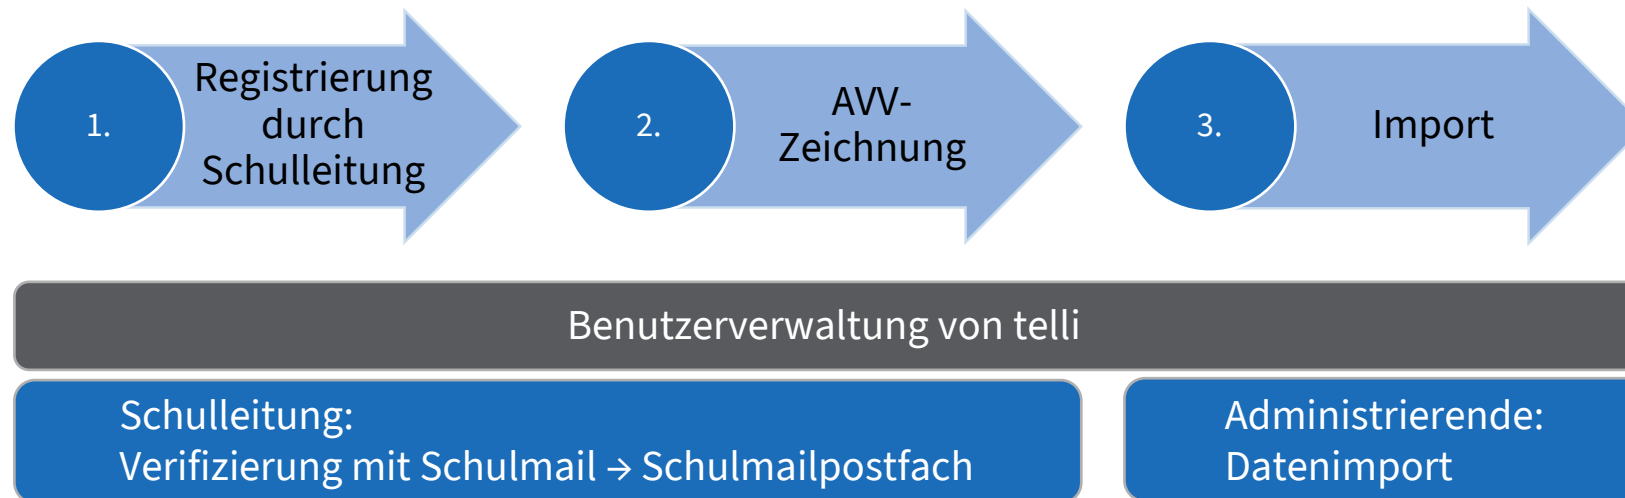 1.
Registrierung
durch
Schulleitung
2.
AVV-
Zeichnung
3.
Import
Benutzerverwaltung von telli
Schulleitung:
Verifizierung mit Schulmail → Schulmailpostfach
Administrierende:
Datenimport